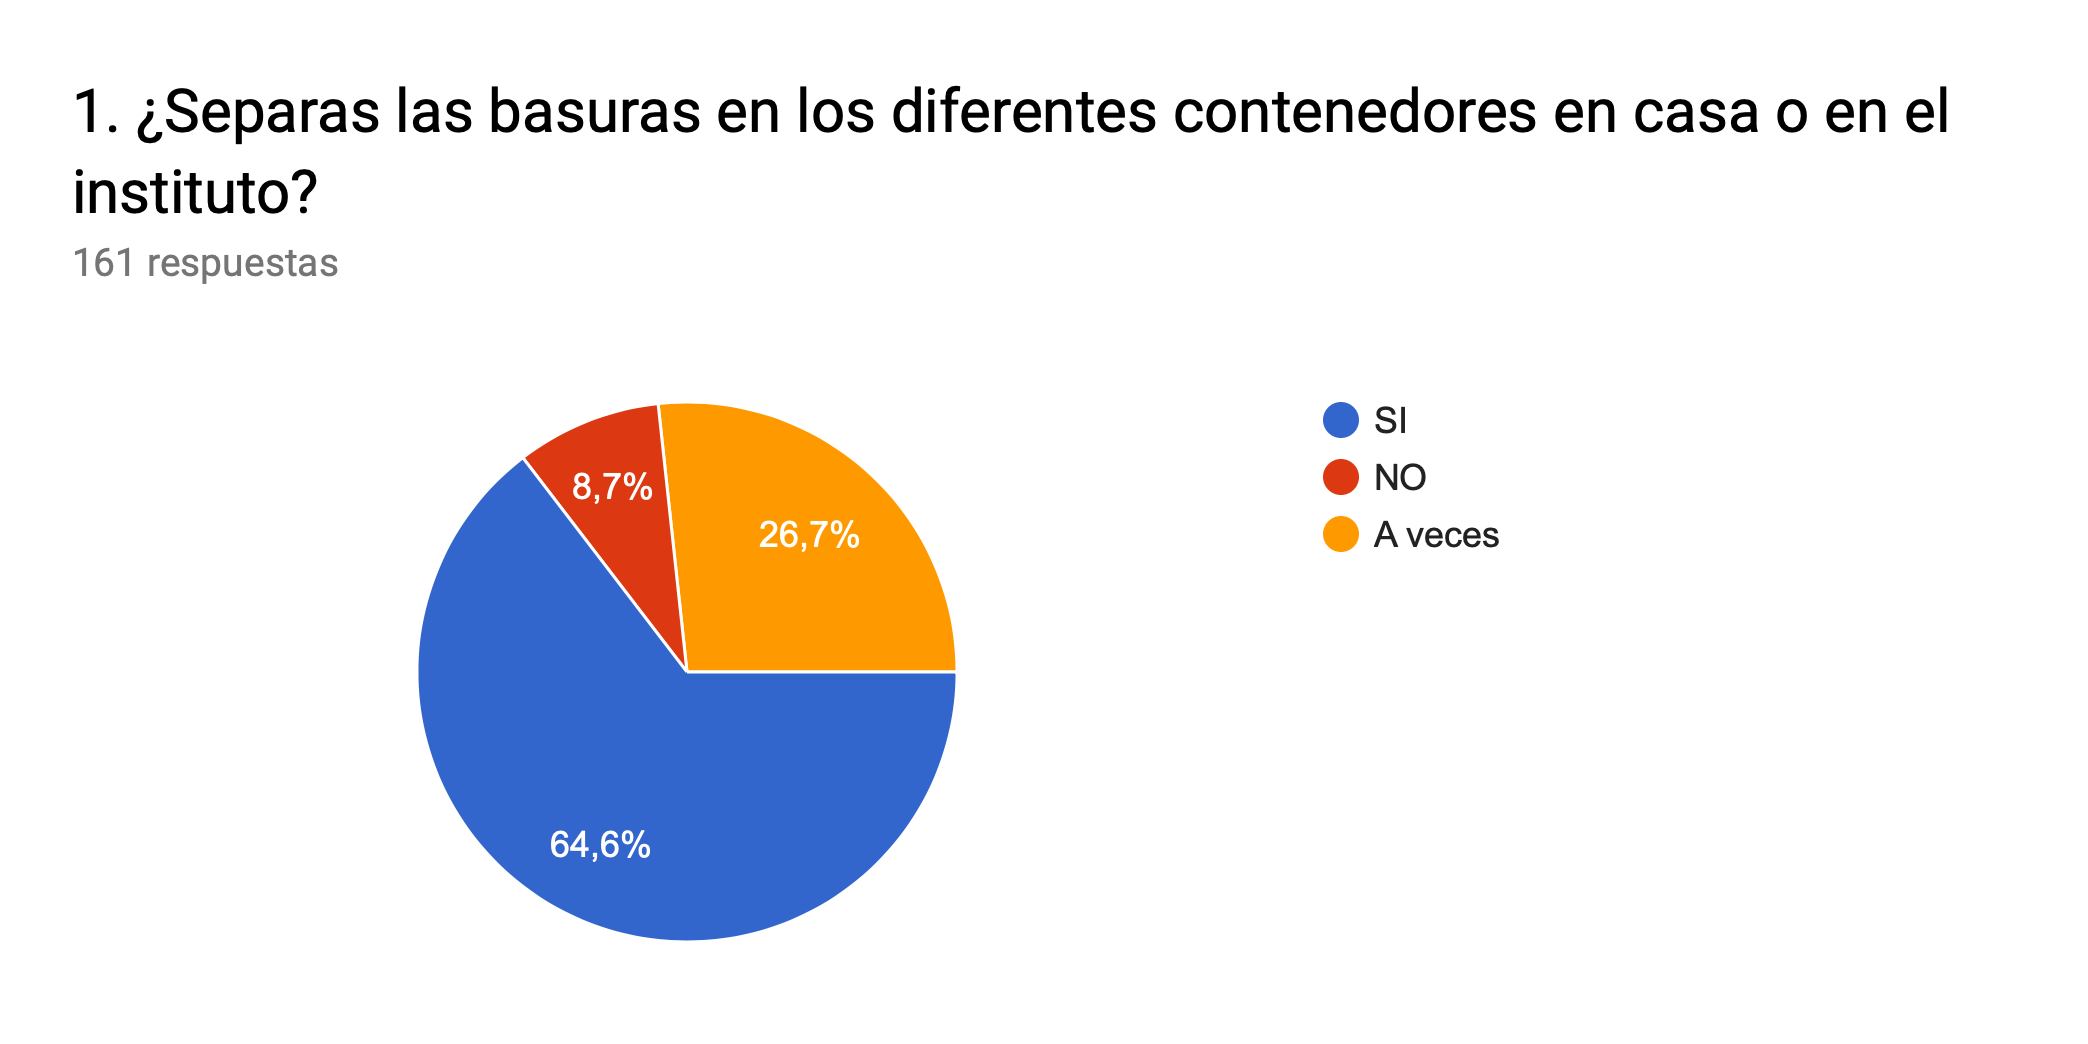 1. ¿Separas las basuras en los diferentes contenedores en casa o en el
instituto?
161 respuestas
SI
NO
A veces
8,7%
26,7%
64,6%